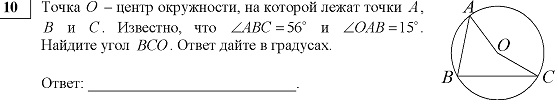 10 Точка O – центр окружности, на которой лежат точки A,
B и C. Известно, что ∠ABC = 56° и ∠OAB = 15°.
Найдите угол BCO. Ответ дайте в градусах.
Ответ: ___________________________.
A
O
B
C